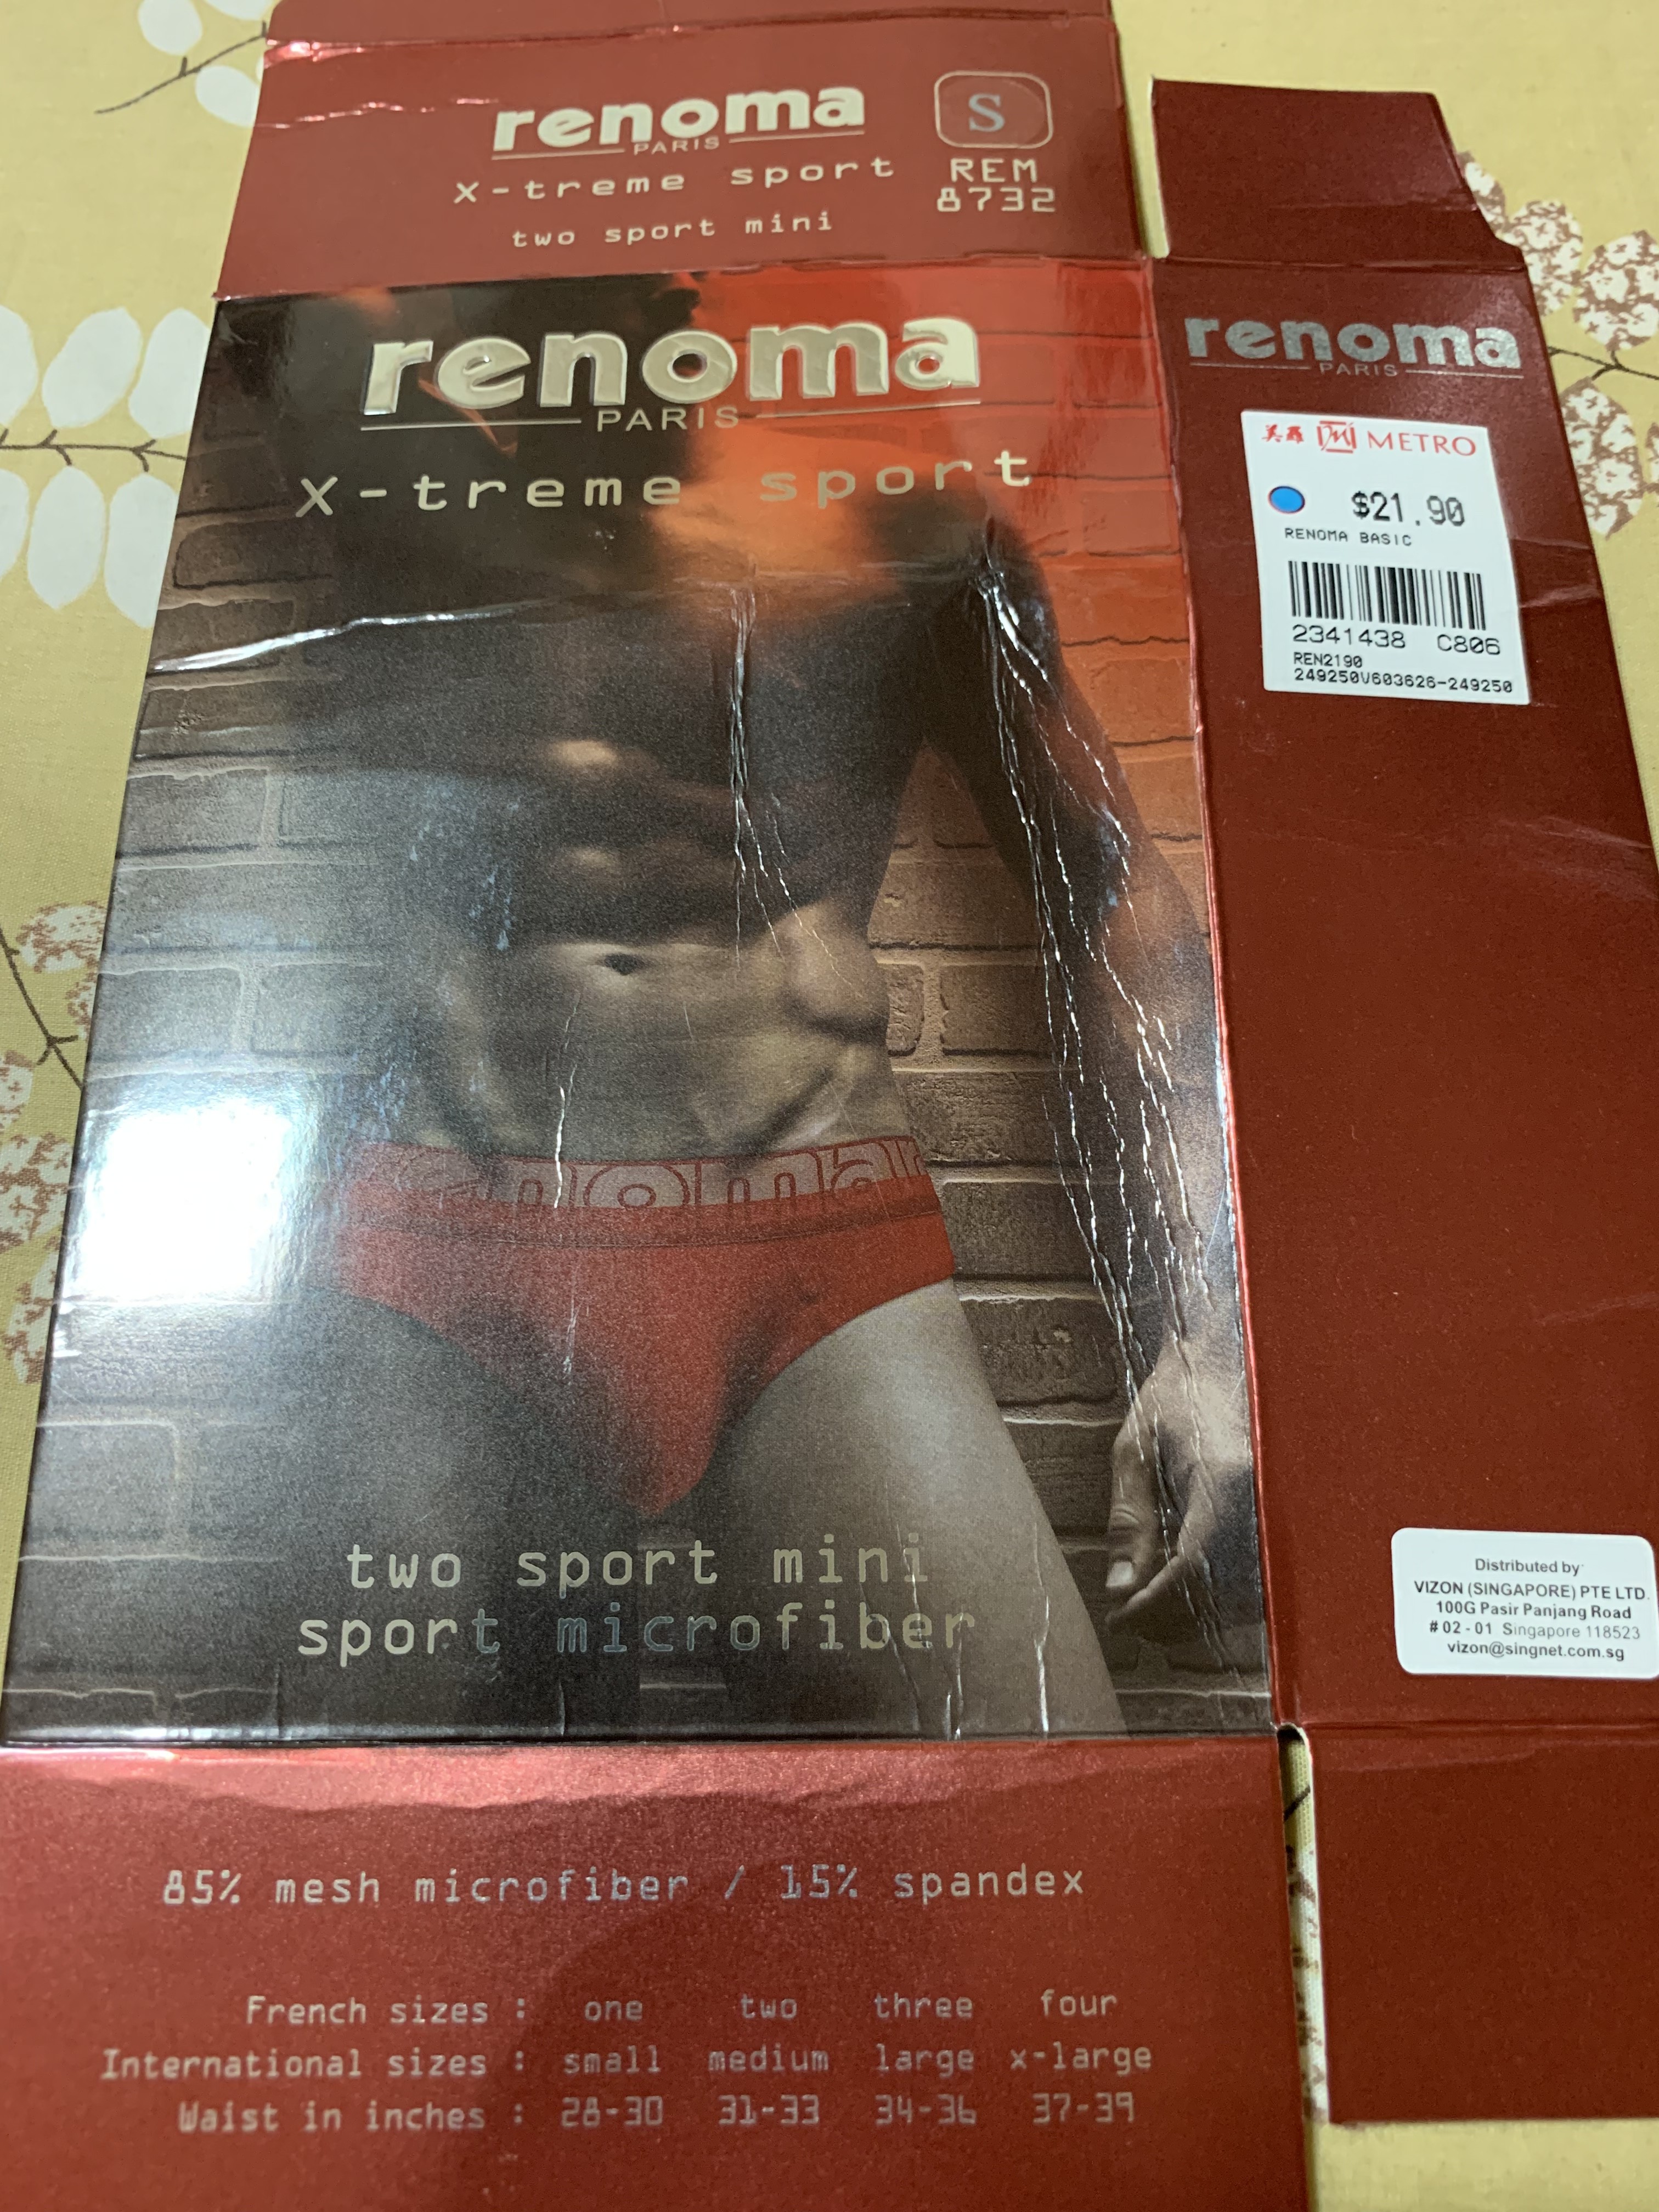 renoma
PARIS
x-treme sport
two sport mini
S
REM
8732
renoma
PARIS
x-treme sport
renoma
two sport mini
sport microfiber
85% mesh microfiber / 15% spandex
French sizes : one two three four
International sizes : small medium large x-large
Waist in inches : 28-30 31-33 34-36 37-39
renoma
PARIS
美羅 M METRO
$21.90
RENOMA BASIC
2341438 C806
REN2190
249250V603626-249250
Distributed by
VIZON (SINGAPORE) PTE LTD.
100G Pasir Panjang Road
# 02 - 01 Singapore 118523
vizon@singnet.com.sg